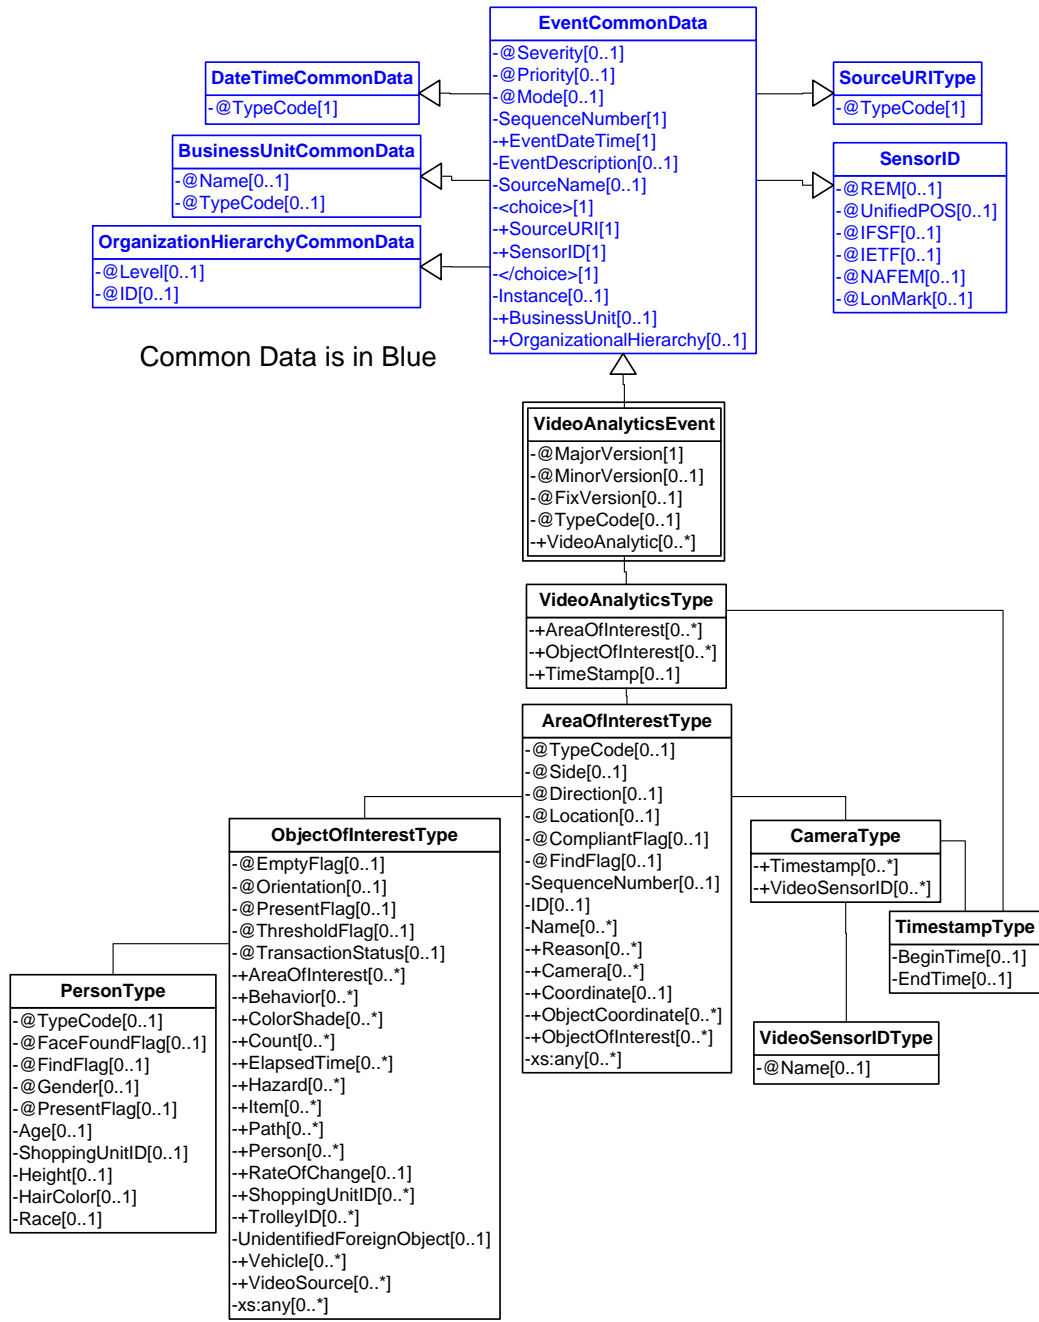 EventCommonData
-@Severity[0..1]
-@Priority[0..1]
-@Mode[0..1]
-SequenceNumber[1]
-+EventDateTime[1]
-EventDescription[0..1]
-SourceName[0..1]
-<choice>[1]
-+SourceURI[1]
-+SensorID[1]
-</choice>[1]
-Instance[0..1]
-+BusinessUnit[0..1]
-+OrganizationalHierarchy[0..1]
DateTimeCommonData
-@TypeCode[1]
BusinessUnitCommonData
-@Name[0..1]
-@TypeCode[0..1]
OrganizationHierarchyCommonData
-@Level[0..1]
-@ID[0..1]
SourceURIType
-@TypeCode[1]
SensorID
-@REM[0..1]
-@UnifiedPOS[0..1]
-@IFSF[0..1]
-@IETF[0..1]
-@NAFEM[0..1]
-@LonMark[0..1]
Common Data is in Blue
VideoAnalyticsEvent
-@MajorVersion[1]
-@MinorVersion[0..1]
-@FixVersion[0..1]
-@TypeCode[0..1]
-+VideoAnalytic[0..*]
VideoAnalyticsType
-+AreaOfInterest[0..*]
-+ObjectOfInterest[0..*]
-+TimeStamp[0..1]
AreaOfInterestType
-@TypeCode[0..1]
-@Side[0..1]
-@Direction[0..1]
-@Location[0..1]
-@CompliantFlag[0..1]
-@FindFlag[0..1]
-SequenceNumber[0..1]
-ID[0..1]
-Name[0..*]
-+Reason[0..*]
-+Camera[0..*]
-+Coordinate[0..1]
-+ObjectCoordinate[0..*]
-+ObjectOfInterest[0..*]
-xs:any[0..*]
ObjectOfInterestType
-@EmptyFlag[0..1]
-@Orientation[0..1]
-@PresentFlag[0..1]
-@ThresholdFlag[0..1]
-@TransactionStatus[0..1]
-+AreaOfInterest[0..*]
-+Behavior[0..*]
-+ColorShade[0..*]
-+Count[0..*]
-+ElapsedTime[0..*]
-+Hazard[0..*]
-+Item[0..*]
-+Path[0..*]
-+Person[0..*]
-+RateOfChange[0..1]
-+ShoppingUnitID[0..*]
-+TrolleyID[0..*]
-UnidentifiedForeignObject[0..1]
-+Vehicle[0..*]
-+VideoSource[0..*]
-xs:any[0..*]
CameraType
-+Timestamp[0..*]
-+VideoSensorID[0..*]
TimestampType
-BeginTime[0..1]
-EndTime[0..1]
VideoSensorIDType
-@Name[0..1]
PersonType
-@TypeCode[0..1]
-@FaceFoundFlag[0..1]
-@FindFlag[0..1]
-@Gender[0..1]
-@PresentFlag[0..1]
-Age[0..1]
-ShoppingUnitID[0..1]
-Height[0..1]
-HairColor[0..1]
-Race[0..1]